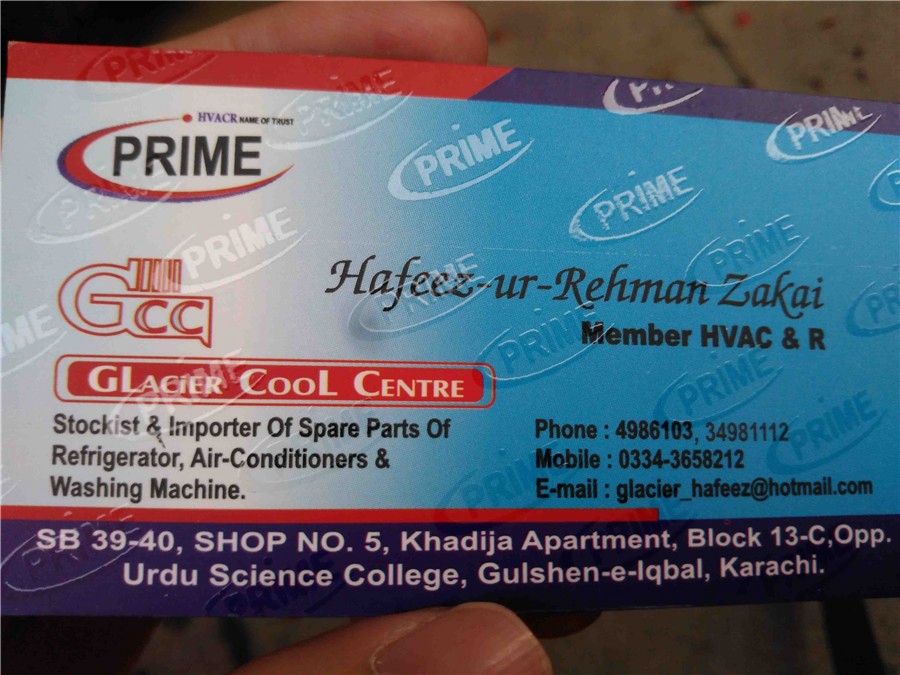 HVACR NAME OF TRUST
PRIME
GCC
Hafeez-ur-Rehman Zakai
Member HVAC & R
GLACIER COOL CENTRE
Stockist & Importer Of Spare Parts Of
Refrigerator, Air-Conditioners &
Washing Machine.
Phone : 4986103, 34981112
Mobile : 0334-3658212
E-mail : glacier_hafeez@hotmail.com
SB 39-40, SHOP NO. 5, Khadija Apartment, Block 13-C,Opp.
Urdu Science College, Gulshen-e-Iqbal, Karachi.